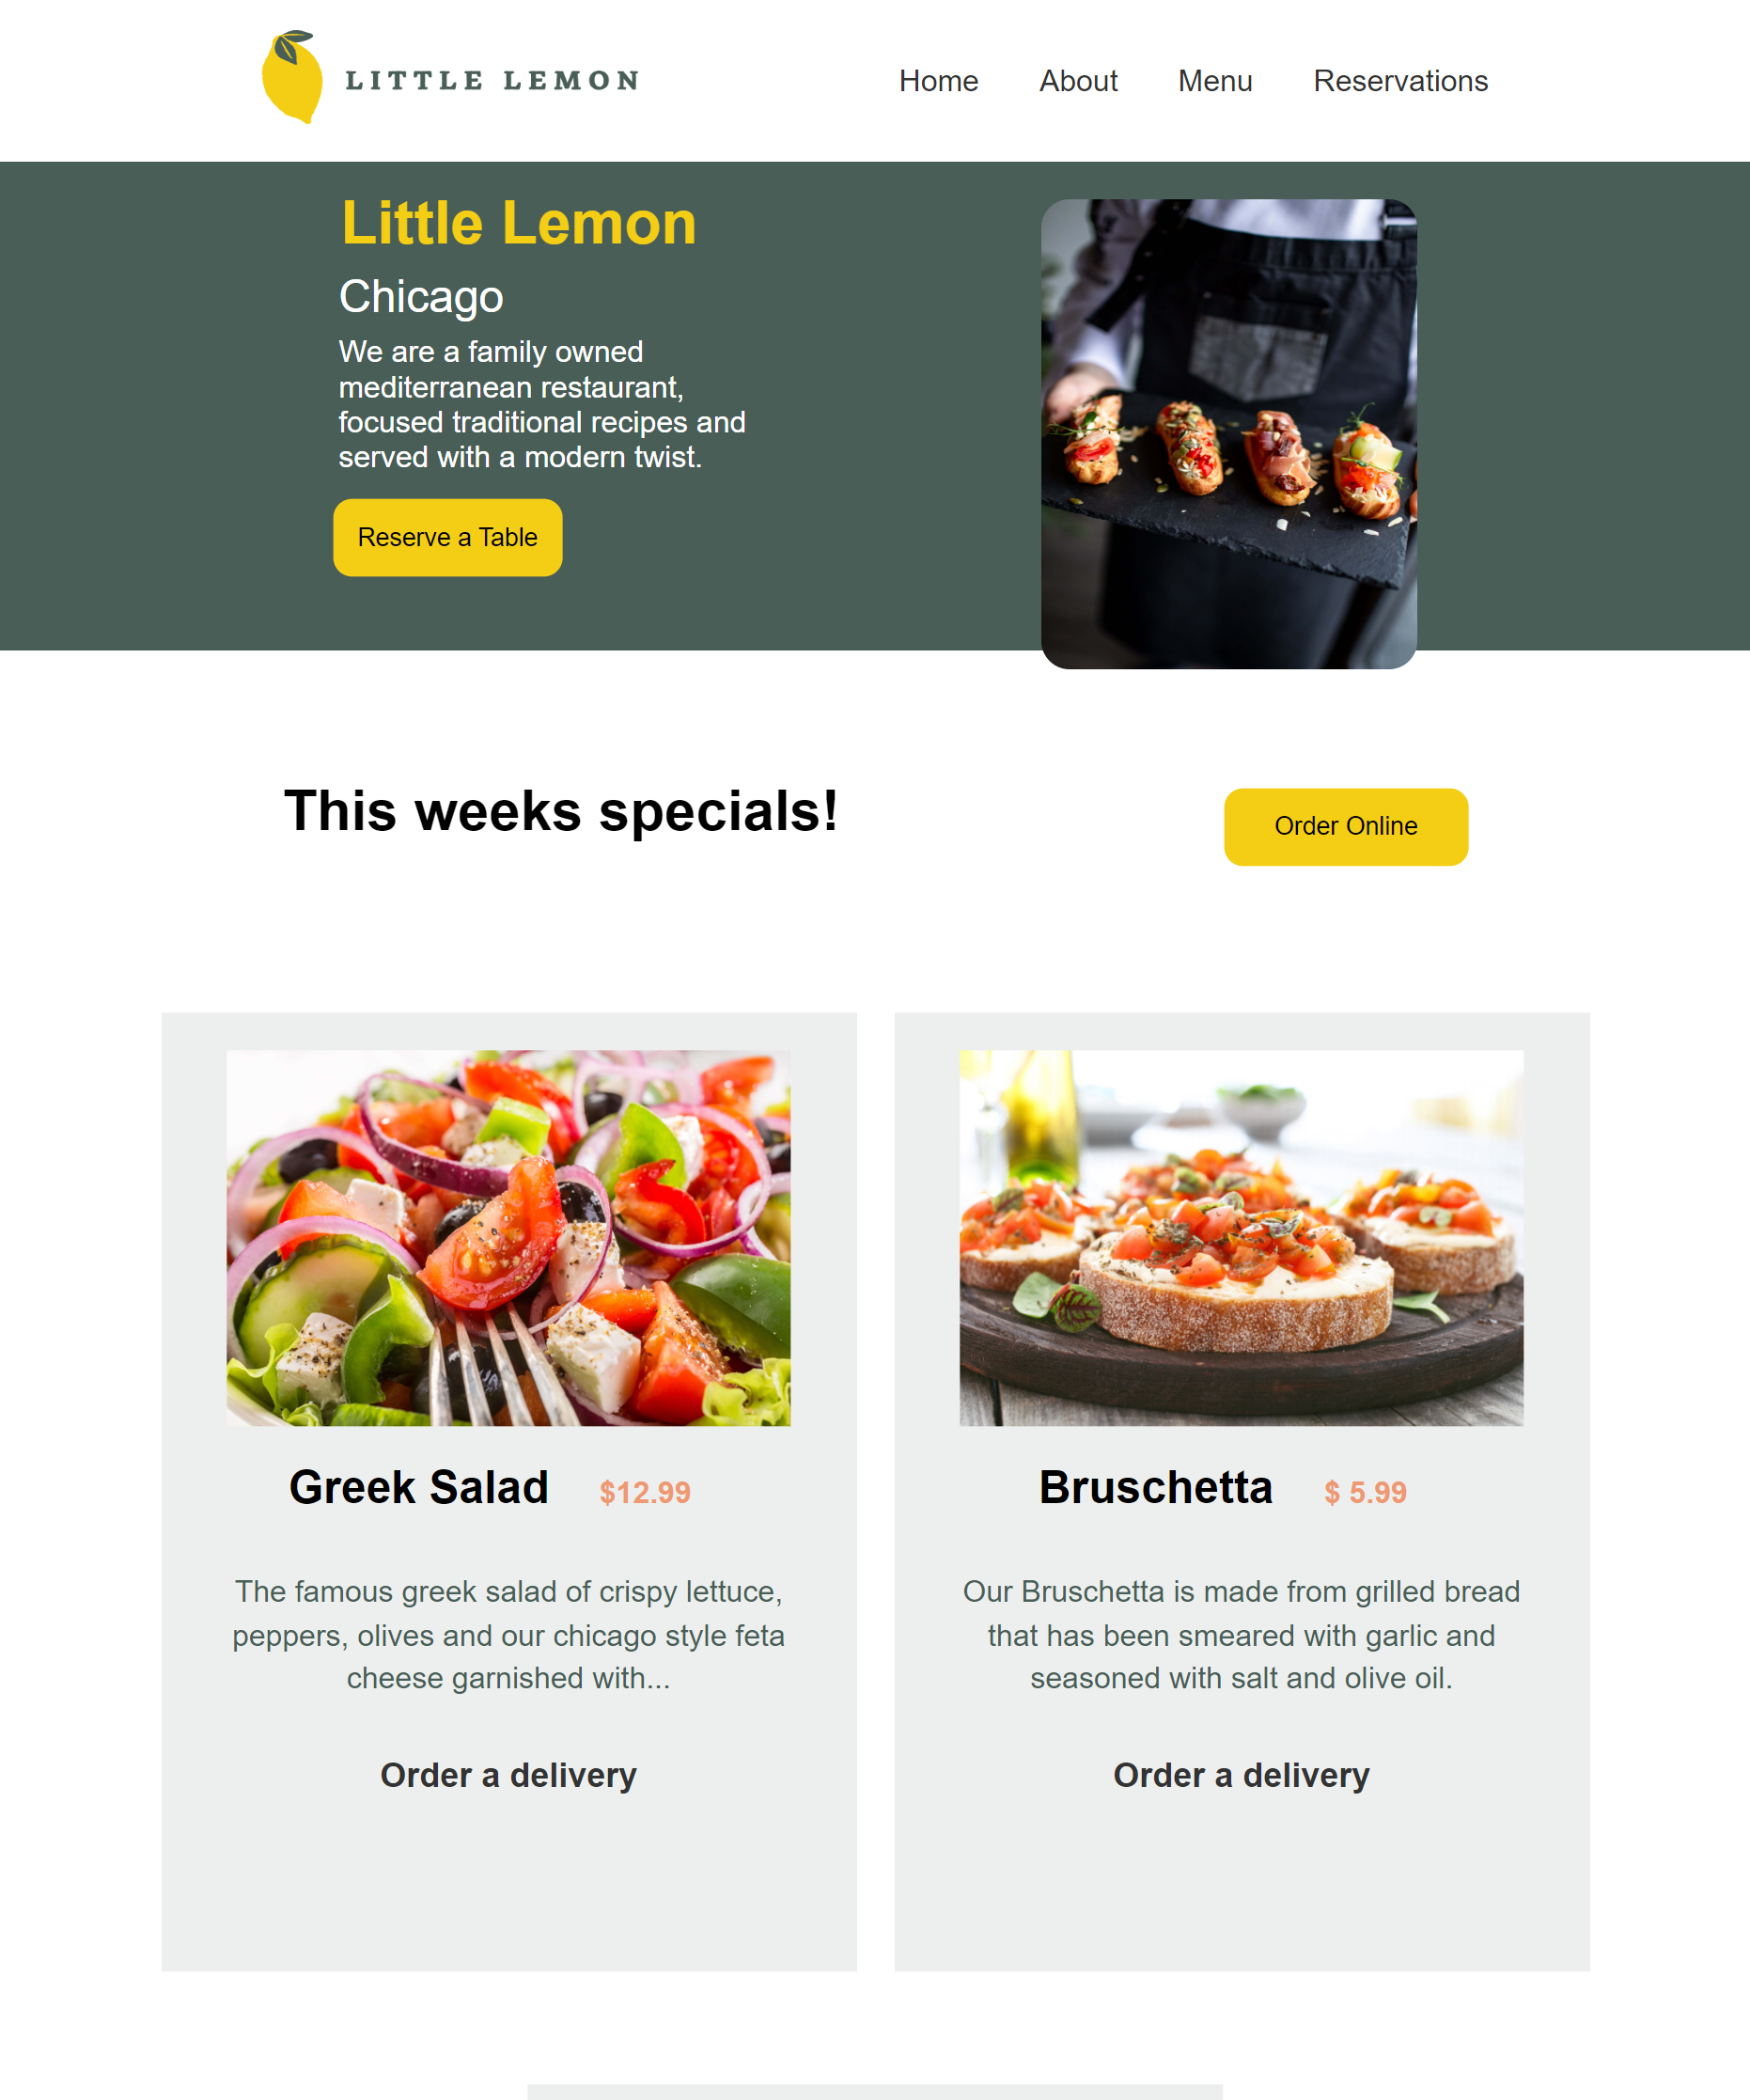 LITTLE LEMON
Home About Menu Reservations
Little Lemon
Chicago
We are a family owned
mediterranean restaurant,
focused traditional recipes and
served with a modern twist.
Reserve a Table
This weeks specials!
Order Online
Greek Salad $12.99
The famous greek salad of crispy lettuce,
peppers, olives and our chicago style feta
cheese garnished with...
Order a delivery
Bruschetta $ 5.99
Our Bruschetta is made from grilled bread
that has been smeared with garlic and
seasoned with salt and olive oil.
Order a delivery